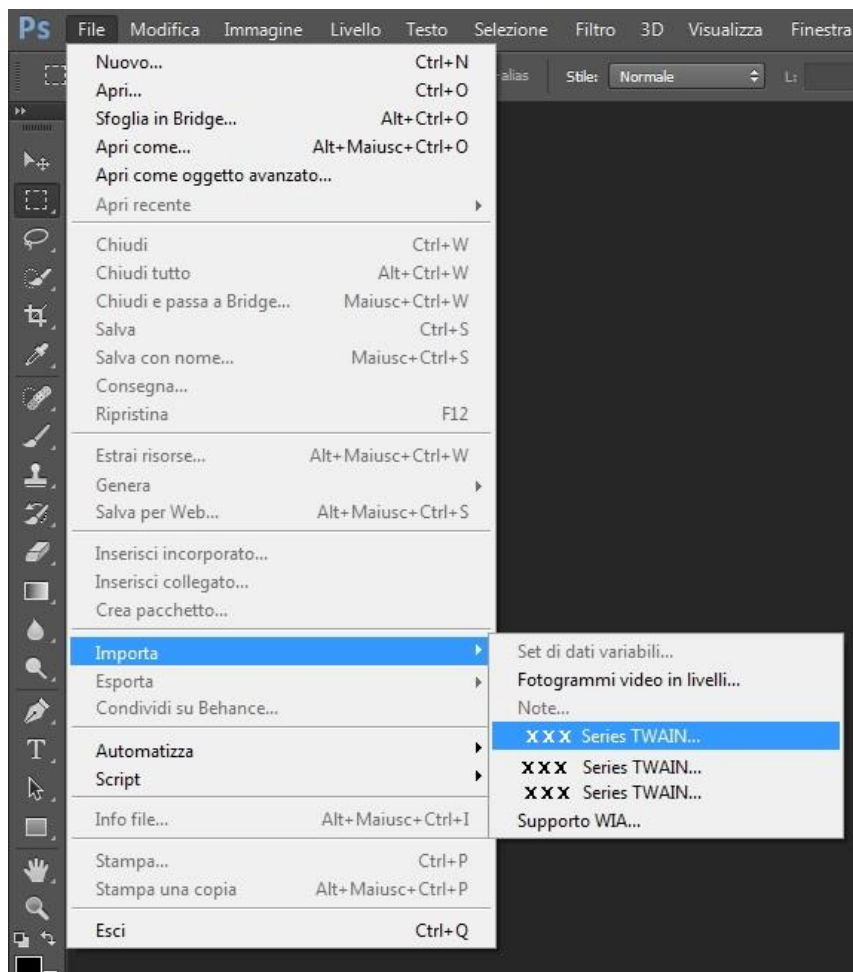 Ps File Modifica Immagine Livello Testo Selezione Filtro 3D Visualizza Finestra
alias Stile: Normale L:
Nuovo... Ctrl+N
Apri... Ctrl+O
Sfoglia in Bridge... Alt+Ctrl+O
Apri come... Alt+Maiusc+Ctrl+O
Apri come oggetto avanzato...
Apri recente
Chiudi Ctrl+W
Chiudi tutto Alt+Ctrl+W
Chiudi e passa a Bridge... Maiusc+Ctrl+W
Salva Ctrl+S
Salva con nome... Maiusc+Ctrl+S
Consegna...
Ripristina F12
Estrai risorse... Alt+Maiusc+Ctrl+W
Genera
Salva per Web... Alt+Maiusc+Ctrl+S
Inserisci incorporato...
Inserisci collegato...
Crea pacchetto...
Importa
Esporta
Condividi su Behance...
Automatizza
Script
Info file... Alt+Maiusc+Ctrl+I
Stampa... Ctrl+P
Stampa una copia Alt+Maiusc+Ctrl+P
Esci Ctrl+Q
Set di dati variabili...
Fotogrammi video in livelli...
Note...
XXX Series TWAIN...
XXX Series TWAIN...
XXX Series TWAIN...
Supporto WIA...